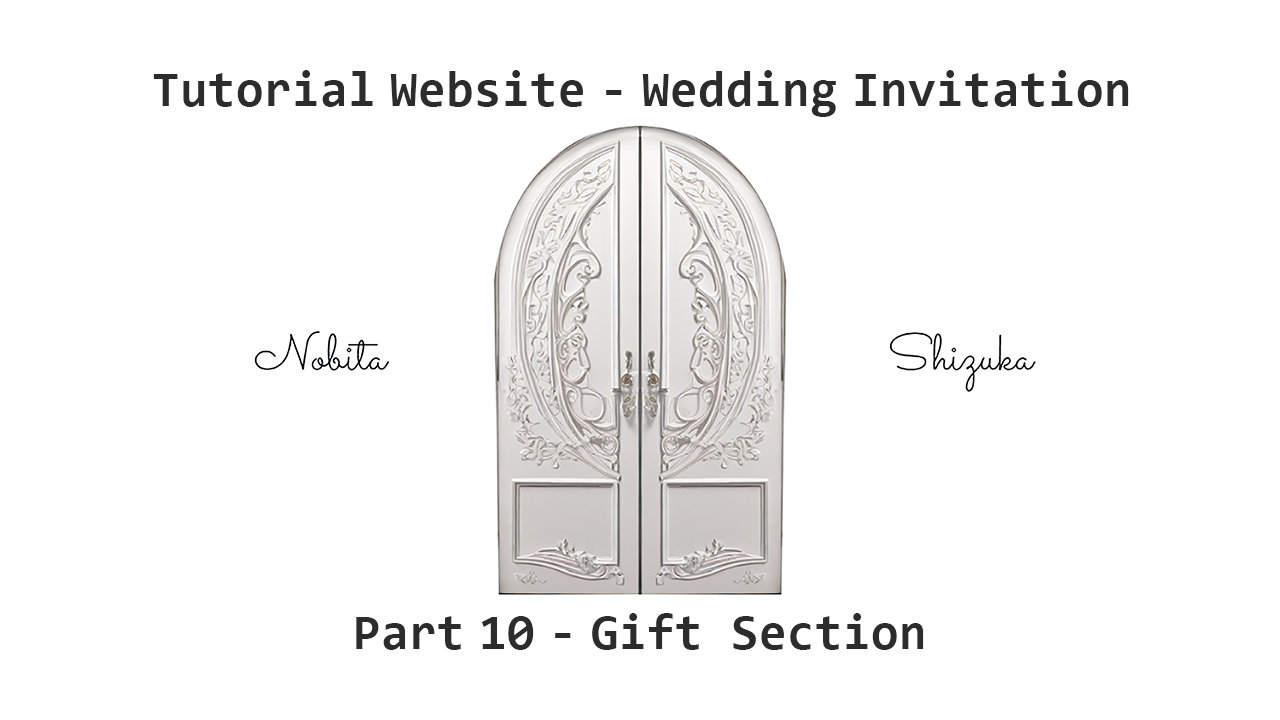 Tutorial Website - Wedding Invitation
Nobita
Shizuka
Part 10 - Gift Section